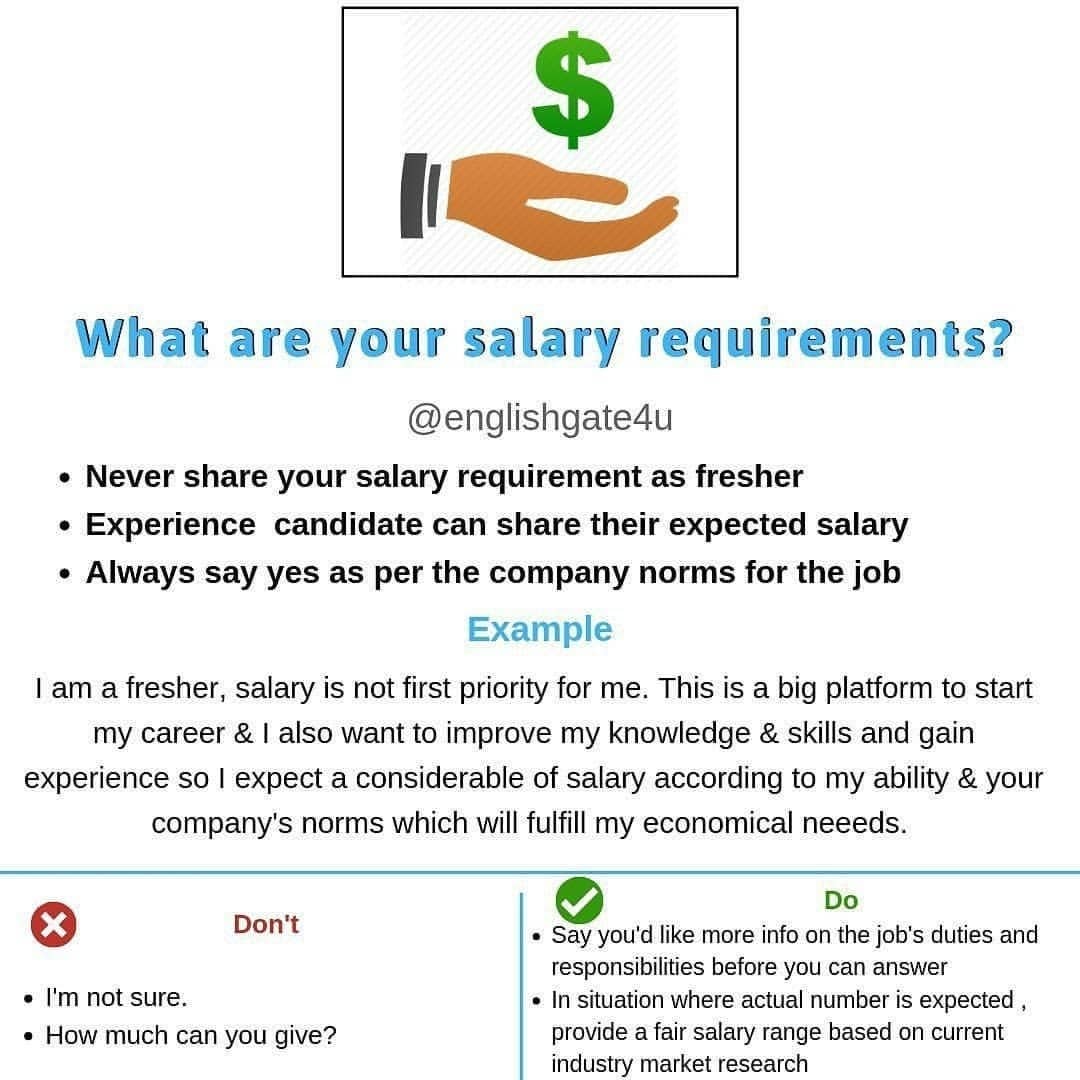 $
What are your salary requirements?
@englishgate4u
• Never share your salary requirement as fresher
• Experience  candidate can share their expected salary
• Always say yes as per the company norms for the job
Example
I am a fresher, salary is not first priority for me. This is a big platform to start
my career & I also want to improve my knowledge & skills and gain
experience so I expect a considerable of salary according to my ability & your
company's norms which will fulfill my economical neeeds.
Don't
• I'm not sure.
• How much can you give?
Do
• Say you'd like more info on the job's duties and
responsibilities before you can answer
• In situation where actual number is expected ,
provide a fair salary range based on current
industry market research